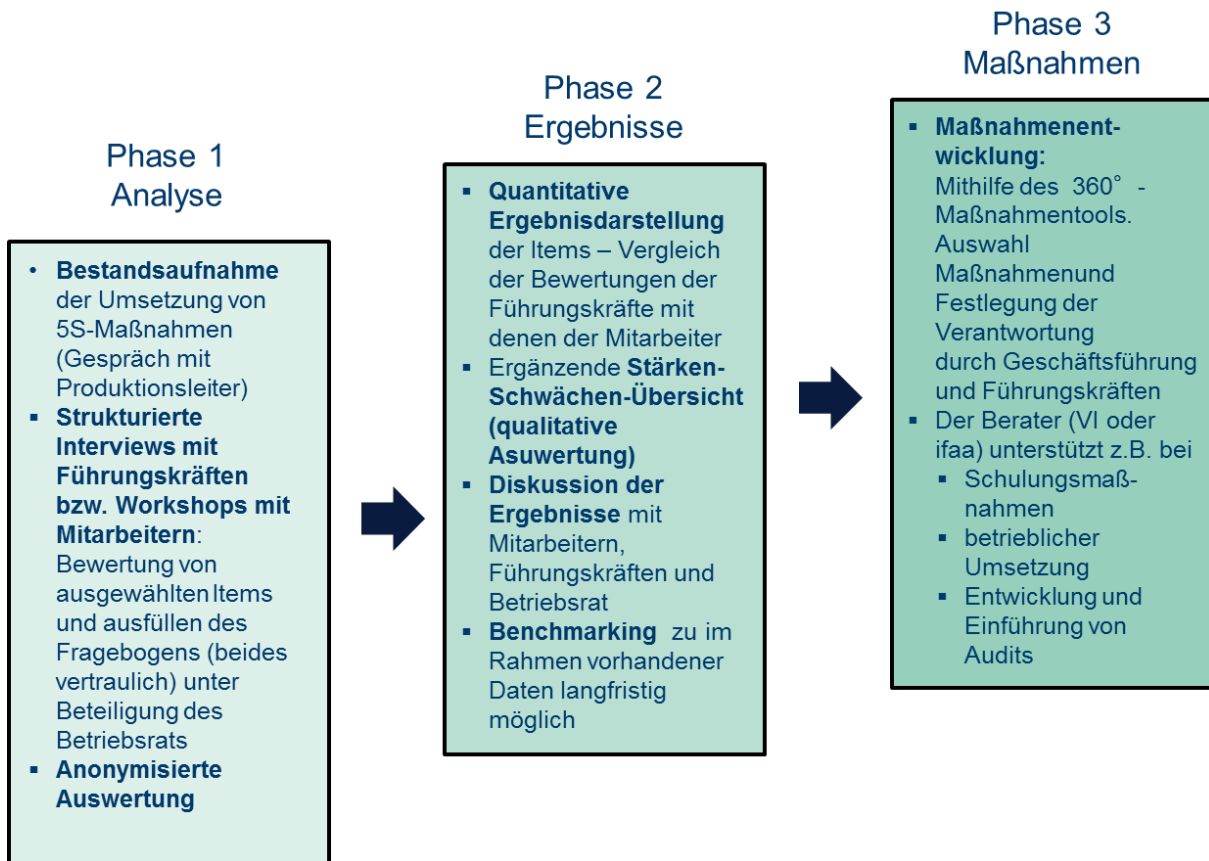 Phase 1
Analyse
• Bestandsaufnahme
der Umsetzung von
5S-Maßnahmen
(Gespräch mit
Produktionsleiter)
▪ Strukturierte
Interviews mit
Führungskräften
bzw. Workshops mit
Mitarbeitern:
Bewertung von
ausgewählten Items
und ausfüllen des
Fragebogens (beides
vertraulich) unter
Beteiligung des
Betriebsrats
▪ Anonymisierte
Auswertung
Phase 2
Ergebnisse
▪ Quantitative
Ergebnisdarstellung
der Items – Vergleich
der Bewertungen der
Führungskräfte mit
denen der Mitarbeiter
▪ Ergänzende Stärken-
Schwächen-Übersicht
(qualitative
Asuwertung)
▪ Diskussion der
Ergebnisse mit
Mitarbeitern,
Führungskräften und
Betriebsrat
▪ Benchmarking zu im
Rahmen vorhandener
Daten langfristig
möglich
Phase 3
Maßnahmen
▪ Maßnahmenent-
wicklung:
Mithilfe des 360° -
Maßnahmentools.
Auswahl
Maßnahmenund
Festlegung der
Verantwortung
durch Geschäftsführung
und Führungskräften
▪ Der Berater (VI oder
ifaa) unterstützt z.B. bei
▪ Schulungsmaß-
nahmen
▪ betrieblicher
Umsetzung
▪ Entwicklung und
Einführung von
Audits